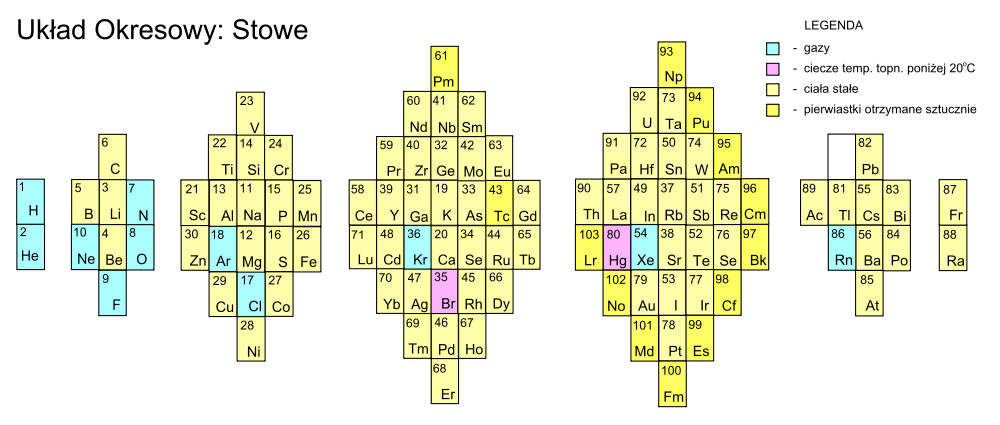 Układ Okresowy: Stowe
LEGENDA
- gazy
- ciecze temp. topn. poniżej 20°C
- ciała stałe
- pierwiastki otrzymane sztucznie
1
H
2
He
6
C
5 3 7
B Li N
10 4 8
Ne Be O
9
F
23
V
22 14 24
Ti Si Cr
21 13 11 15 25
Sc Al Na P Mn
30 18 12 16 26
Zn Ar Mg S Fe
29 17 27
Cu Cl Co
28
Ni
61
Pm
60 41 62
Nd Nb Sm
59 40 32 42 63
Pr Zr Ge Mo Eu
58 39 31 19 33 43 64
Ce Y Ga K As Tc Gd
71 48 36 20 34 44 65
Lu Cd Kr Ca Se Ru Tb
70 47 35 45 66
Yb Ag Br Rh Dy
69 46 67
Tm Pd Ho
68
Er
93
Np
92 73 94
U Ta Pu
91 72 50 74 95
Pa Hf Sn W Am
90 57 49 37 51 75 96
Th La In Rb Sb Re Cm
103 80 54 38 52 76 97
Lr Hg Xe Sr Te Os Bk
102 79 53 77 98
No Au I Ir Cf
101 78 99
Md Pt Es
100
Fm
82
Pb
89 81 55 83
Ac Tl Cs Bi
86 56 84
Rn Ba Po
85
At
87
Fr
88
Ra